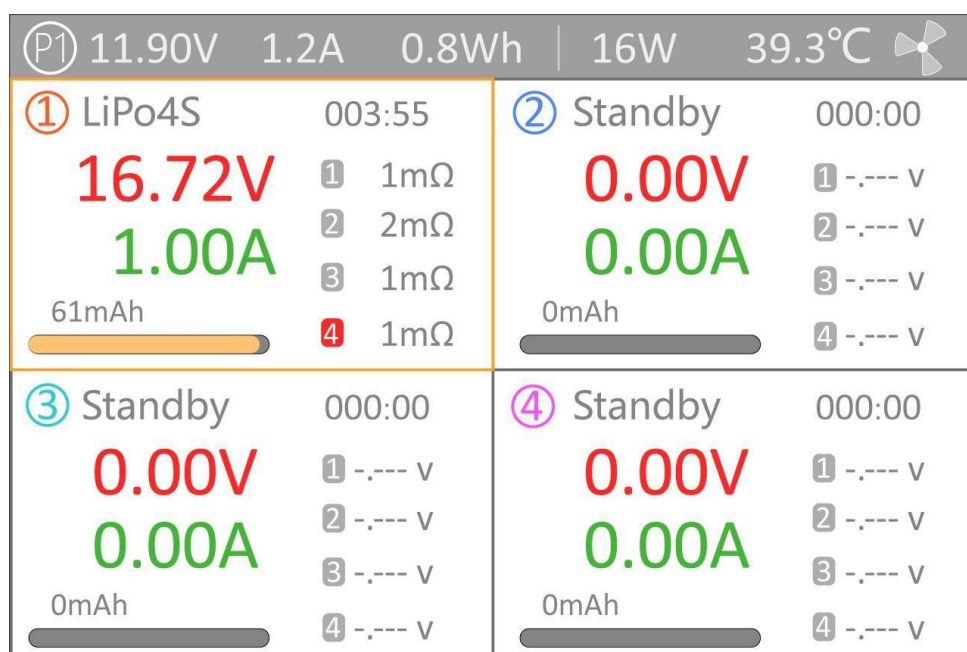 P1 11.90V 1.2A 0.8Wh 16W 39.3℃
1 LiPo4S 003:55
16.72V
1.00A
61mAh
1 1mΩ
2 2mΩ
3 1mΩ
4 1mΩ
2 Standby 000:00
0.00V
0.00A
0mAh
1 -.--- v
2 -.--- v
3 -.--- v
4 -.--- v
3 Standby 000:00
0.00V
0.00A
0mAh
1 -.--- v
2 -.--- v
3 -.--- v
4 -.--- v
4 Standby 000:00
0.00V
0.00A
0mAh
1 -.--- v
2 -.--- v
3 -.--- v
4 -.--- v